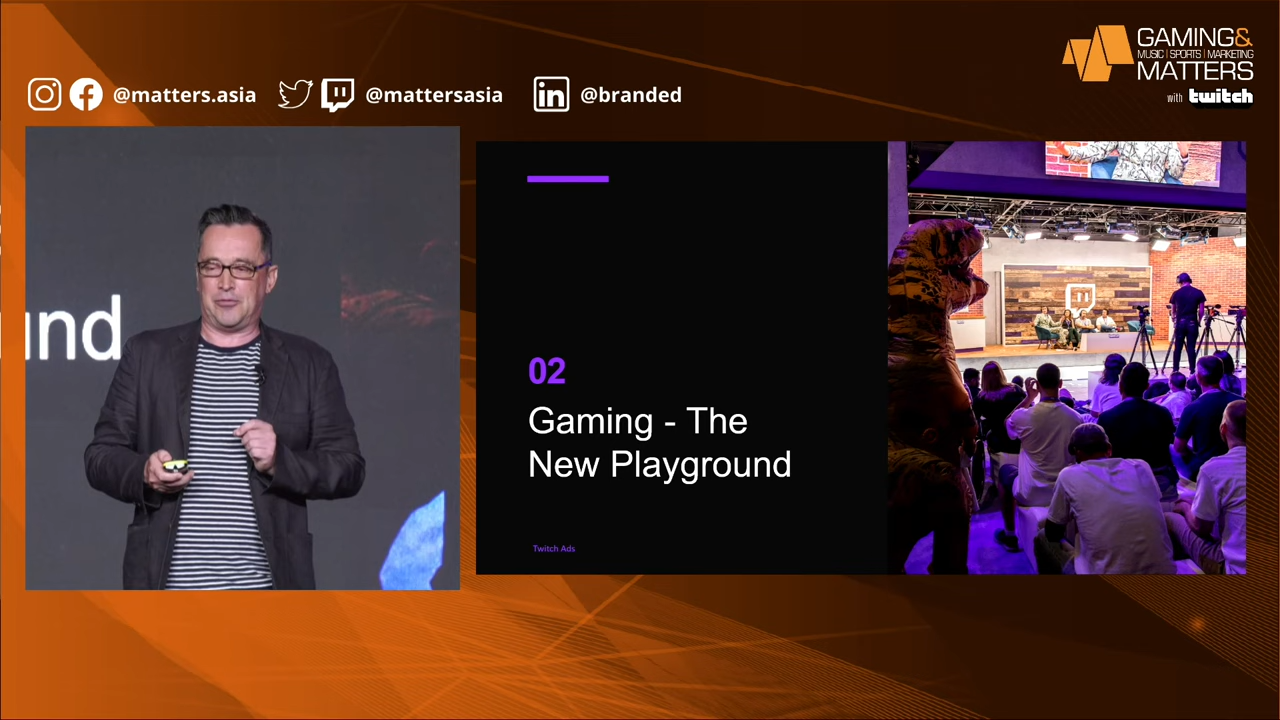 GAMING&
MUSIC | SPORTS | MARKETING
MATTERS
with twitch
@matters.asia
@mattersasia
@branded
und
02
Gaming - The
New Playground
Twitch Ads